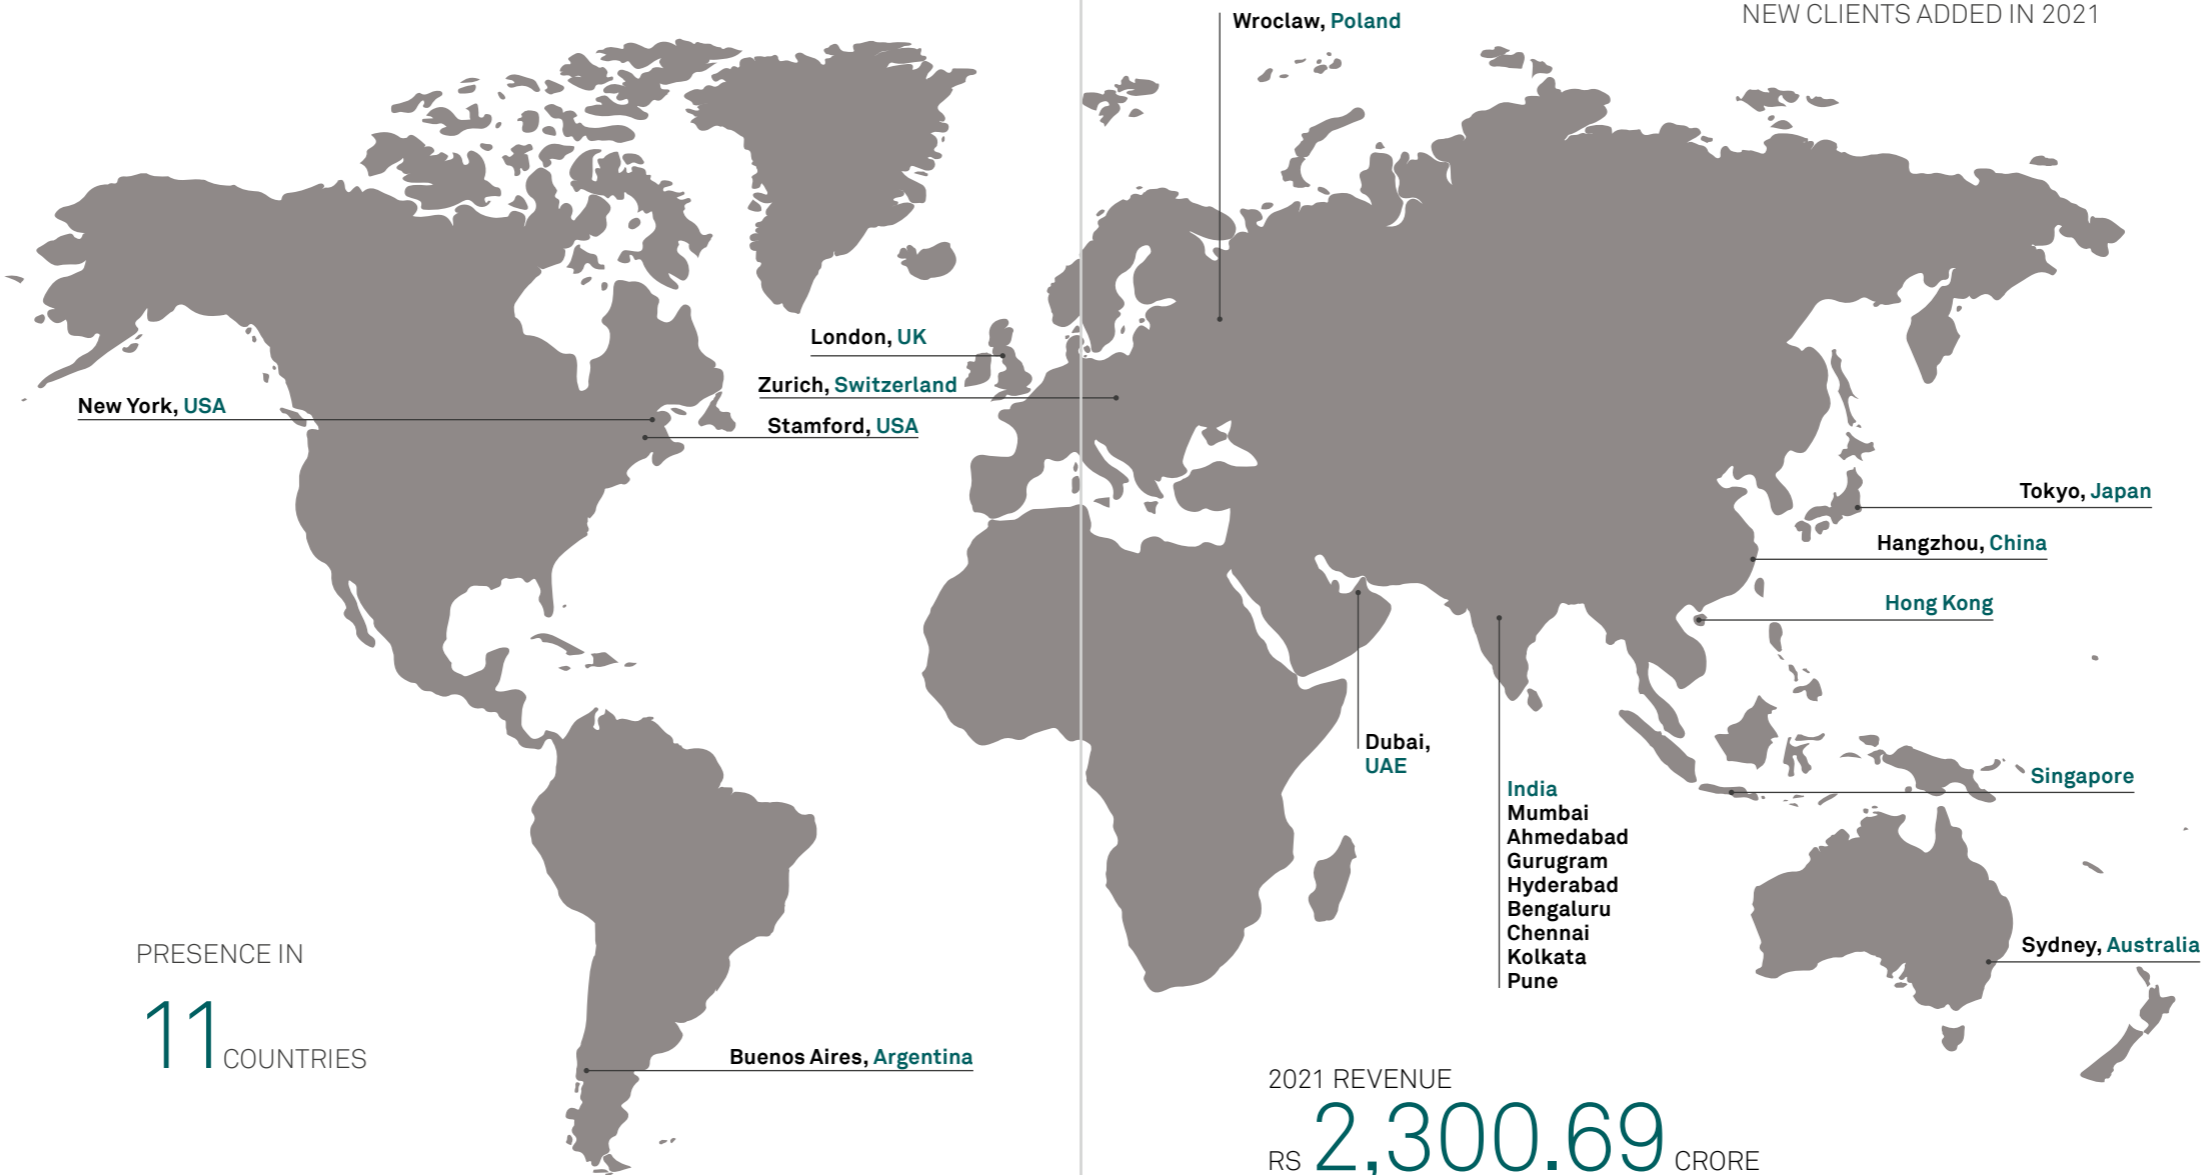 Wroclaw, Poland
NEW CLIENTS ADDED IN 2021
London, UK
Zurich, Switzerland
New York, USA
Stamford, USA
Tokyo, Japan
Hangzhou, China
Hong Kong
Dubai,
UAE
Singapore
India
Mumbai
Ahmedabad
Gurugram
Hyderabad
Bengaluru
Chennai
Kolkata
Pune
Sydney, Australia
PRESENCE IN
11 COUNTRIES
Buenos Aires, Argentina
2021 REVENUE
RS 2,300.69 CRORE